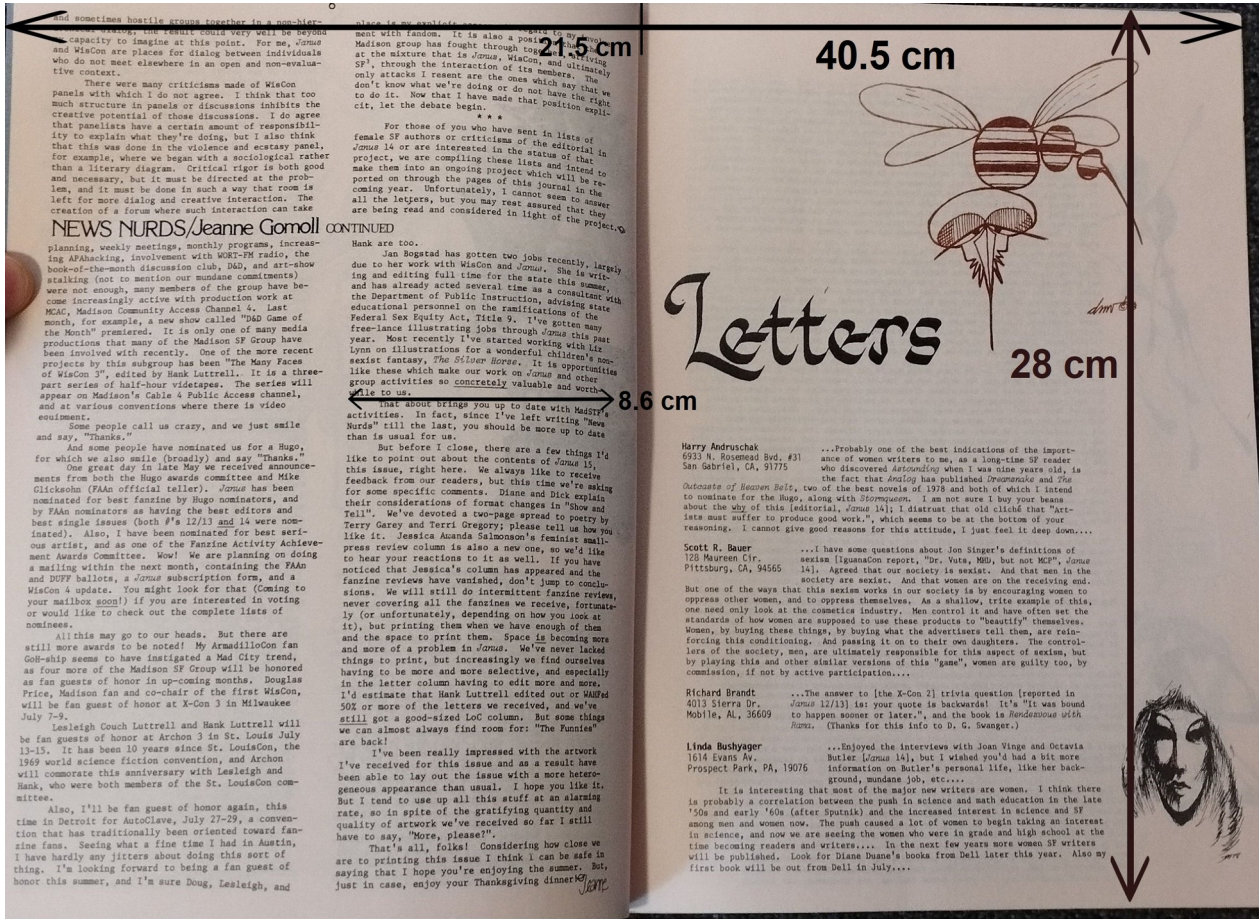 40.5 cm
21.5 cm
28 cm
8.6 cm
and sometimes hostile groups together in a non-hier-
dialog, the result could very well be beyond
capacity to imagine at this point. For me, Janus
and WisCon are places for dialog between individuals
who do not meet elsewhere in an open and non-evalua-
tive context.
There were many criticisms made of WisCon
panels with which I do not agree. I think that too
much structure in panels or discussions inhibits the
creative potential of those discussions. I do agree
that panelists have a certain amount of responsibil-
ity to explain what they're doing, but I also think
that this was done in the violence and ecstasy panel,
for example, where we began with a sociological rather
than a literary diagram. Critical rigor is both good
and necessary, but it must be directed at the prob-
lem, and it must be done in such a way that room is
left for more dialog and creative interaction. The
creation of a forum where such interaction can take
place is my explicit
ment with fandom. It is also a
Madison group has fought through together,
at the mixture that is Janus, WisCon, and ultimately
SF³, through the interaction of its members. The
only attacks I resent are the ones which say that we
don't know what we're doing or do not have the right
to do it. Now that I have made that position expli-
cit, let the debate begin.
* * *
For those of you who have sent in lists of
female SF authors or criticisms of the editorial in
Janus 14 or are interested in the status of that
project, we are compiling these lists and intend to
make them into an ongoing project which will be re-
ported on through the pages of this journal in the
coming year. Unfortunately, I cannot seem to answer
all the letters, but you may rest assured that they
are being read and considered in light of the project.
NEWS NURDS/Jeanne Gomoll CONTINUED
planning, weekly meetings, monthly programs, increas-
ing APAhacking, involvement with WORT-FM radio, the
book-of-the-month discussion club, D&D, and art-show
stalking (not to mention our mundane commitments)
were not enough, many members of the group have be-
come increasingly active with production work at
MCAC, Madison Community Access Channel 4. Last
month, for example, a new show called "D&D Game of
the Month" premiered. It is only one of many media
productions that many of the Madison SF Group have
been involved with recently. One of the more recent
projects by this subgroup has been "The Many Faces
of WisCon 3", edited by Hank Luttrell. It is a three-
part series of half-hour videtapes. The series will
appear on Madison's Cable 4 Public Access channel,
and at various conventions where there is video
equipment.
Some people call us crazy, and we just smile
and say, "Thanks."
And some people have nominated us for a Hugo,
for which we also smile (broadly) and say "Thanks."
One great day in late May we received announce-
ments from both the Hugo awards committee and Mike
Glicksohn (FAAn official teller). Janus has been
nominated for best fanzine by Hugo nominators, and
by FAAn nominators as having the best editors and
best single issues (both #'s 12/13 and 14 were nom-
inated). Also, I have been nominated for best seri-
ous artist, and as one of the Fanzine Activity Achieve-
ment Awards Committee. Wow! We are planning on doing
a mailing within the next month, containing the FAAn
and DUFF ballots, a Janus subscription form, and a
WisCon 4 update. You might look for that (Coming to
your mailbox soon!) if you are interested in voting
or would like to check out the complete lists of
nominees.
All this may go to our heads. But there are
still more awards to be noted! My ArmadilloCon fan
GoH-ship seems to have instigated a Mad City trend,
as four more of the Madison SF Group will be honored
as fan guests of honor in up-coming months. Douglas
Price, Madison fan and co-chair of the first WisCon,
will be fan guest of honor at X-Con 3 in Milwaukee
July 7-9.
Lesleigh Couch Luttrell and Hank Luttrell will
be fan guests of honor at Archon 3 in St. Louis July
13-15. It has been 10 years since St. LouisCon, the
1969 world science fiction convention, and Archon
will commorate this anniversary with Lesleigh and
Hank, who were both members of the St. LouisCon com-
mittee.
Also, I'll be fan guest of honor again, this
time in Detroit for AutoClave, July 27-29, a conven-
tion that has traditionally been oriented toward fan-
zine fans. Seeing what a fine time I had in Austin,
I have hardly any jitters about doing this sort of
thing. I'm looking forward to being a fan guest of
honor this summer, and I'm sure Doug, Lesleigh, and
Hank are too.
Jan Bogstad has gotten two jobs recently, largely
due to her work with WisCon and Janus. She is writ-
ing and editing full time for the state this summer,
and has already acted several time as a consultant with
the Department of Public Instruction, advising state
educational personnel on the ramifications of the
Federal Sex Equity Act, Title 9. I've gotten many
free-lance illustrating jobs through Janus this past
year. Most recently I've started working with Liz
Lynn on illustrations for a wonderful children's non-
sexist fantasy, The Silver Horse. It is opportunities
like these which make our work on Janus and other
group activities so concretely valuable and worth-
while to us.
That about brings you up to date with MadSTF's
activities. In fact, since I've left writing "News
Nurds" till the last, you should be more up to date
than is usual for us.
But before I close, there are a few things I'd
like to point out about the contents of Janus 15,
this issue, right here. We always like to receive
feedback from our readers, but this time we're asking
for some specific comments. Diane and Dick explain
their considerations of format changes in "Show and
Tell". We've devoted a two-page spread to poetry by
Terry Garey and Terri Gregory; please tell us how you
like it. Jessica Amanda Salmonson's feminist small-
press review column is also a new one, so we'd like
to hear your reactions to it as well. If you have
noticed that Jessica's column has appeared and the
fanzine reviews have vanished, don't jump to conclu-
sions. We will still do intermittent fanzine reviews,
never covering all the fanzines we receive, fortunate-
ly (or unfortunately, depending on how you look at
it), but printing them when we have enough of them
and the space to print them. Space is becoming more
and more of a problem in Janus. We've never lacked
things to print, but increasingly we find ourselves
having to be more and more selective, and especially
in the letter column having to edit more and more.
I'd estimate that Hank Luttrell edited out or WAHFed
50% or more of the letters we received, and we've
still got a good-sized LoC column. But some things
we can almost always find room for: "The Funnies"
are back!
I've been really impressed with the artwork
I've received for this issue and as a result have
been able to lay out the issue with a more hetero-
geneous appearance than usual. I hope you like it.
But I tend to use up all this stuff at an alarming
rate, so in spite of the gratifying quantity and
quality of artwork we've received so far I still
have to say, "More, please?".
That's all, folks! Considering how close we
are to printing this issue I think I can be safe in
saying that I hope you're enjoying the summer. But,
just in case, enjoy your Thanksgiving dinner!
Jeanne
Letters
Harry Andruschak
6933 N. Rosemead Bvd. #31
San Gabriel, CA, 91775
...Probably one of the best indications of the import-
ance of women writers to me, as a long-time SF reader
who discovered Astounding when I was nine years old, is
the fact that Analog has published Dreamsnake and The
Outcasts of Heaven Belt, two of the best novels of 1978 and both of which I intend
to nominate for the Hugo, along with Stormqueen. I am not sure I buy your beans
about the why of this [editorial, Janus 14]; I distrust that old cliché that "Art-
ists must suffer to produce good work.", which seems to be at the bottom of your
reasoning. I cannot give good reasons for this attitude, I just feel it deep down....
Scott R. Bauer
128 Maureen Cir.
Pittsburg, CA, 94565
...I have some questions about Jon Singer's definitions of
sexism [IguanaCon report, "Dr. Vuts, MHD, but not MCP", Janus
14]. Agreed that our society is sexist. And that men in the
society are sexist. And that women are on the receiving end.
But one of the ways that this sexism works in our society is by encouraging women to
oppress other women, and to oppress themselves. As a shallow, trite example of this,
one need only look at the cosmetics industry. Men control it and have often set the
standards of how women are supposed to use these products to "beautify" themselves.
Women, by buying these things, by buying what the advertisers tell them, are rein-
forcing this conditioning. And passing it on to their own daughters. The control-
lers of the society, men, are ultimately responsible for this aspect of sexism, but
by playing this and other similar versions of this "game", women are guilty too, by
commission, if not by active participation....
Richard Brandt
4013 Sierra Dr.
Mobile, AL, 36609
...The answer to [the X-Con 2] trivia question [reported in
Janus 12/13] is: your quote is backwards! It's "It was bound
to happen sooner or later.", and the book is Rendezvous with
Rama. (Thanks for this info to D. G. Swanger.)
Linda Bushyager
1614 Evans Av.
Prospect Park, PA, 19076
...Enjoyed the interviews with Joan Vinge and Octavia
Butler [Janus 14], but I wished you'd had a bit more
information on Butler's personal life, like her back-
ground, mundane job, etc....
It is interesting that most of the major new writers are women. I think there
is probably a correlation between the push in science and math education in the late
'50s and early '60s (after Sputnik) and the increased interest in science and SF
among men and women now. The push caused a lot of women to begin taking an interest
in science, and now we are seeing the women who were in grade and high school at the
time becoming readers and writers.... In the next few years more women SF writers
will be published. Look for Diane Duane's books from Dell later this year. Also my
first book will be out from Dell in July....